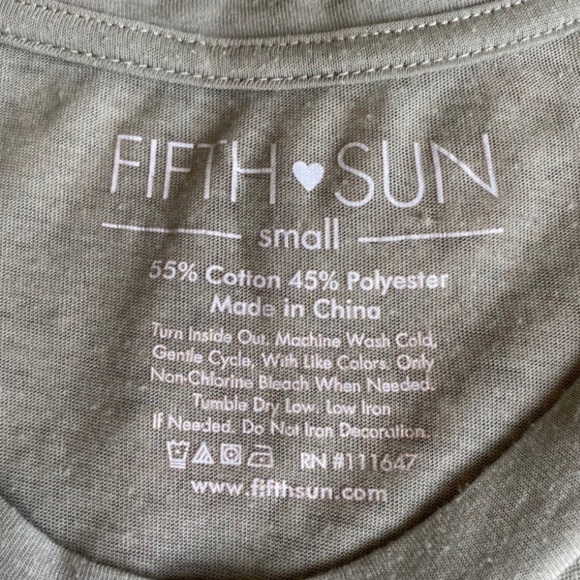 FIFTH♥SUN
small
55% Cotton 45% Polyester
Made in China
Turn Inside Out. Machine Wash Cold,
Gentle Cycle, With Like Colors. Only
Non-Chlorine Bleach When Needed.
Tumble Dry Low. Low Iron
If Needed. Do Not Iron Decoration.
RN #111647
www.fifthsun.com